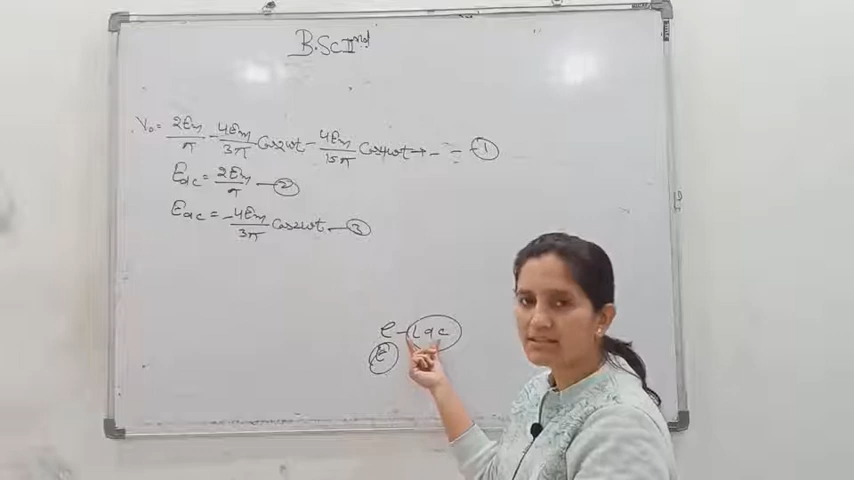 B.Sc IInd
V₀ = 2Em/π - 4Em/3π Cos2wt - 4Em/15π Cos4wt + - - - ①
Edc = 2Em/π — ②
Eac = -4Em/3π Cos2wt — ③